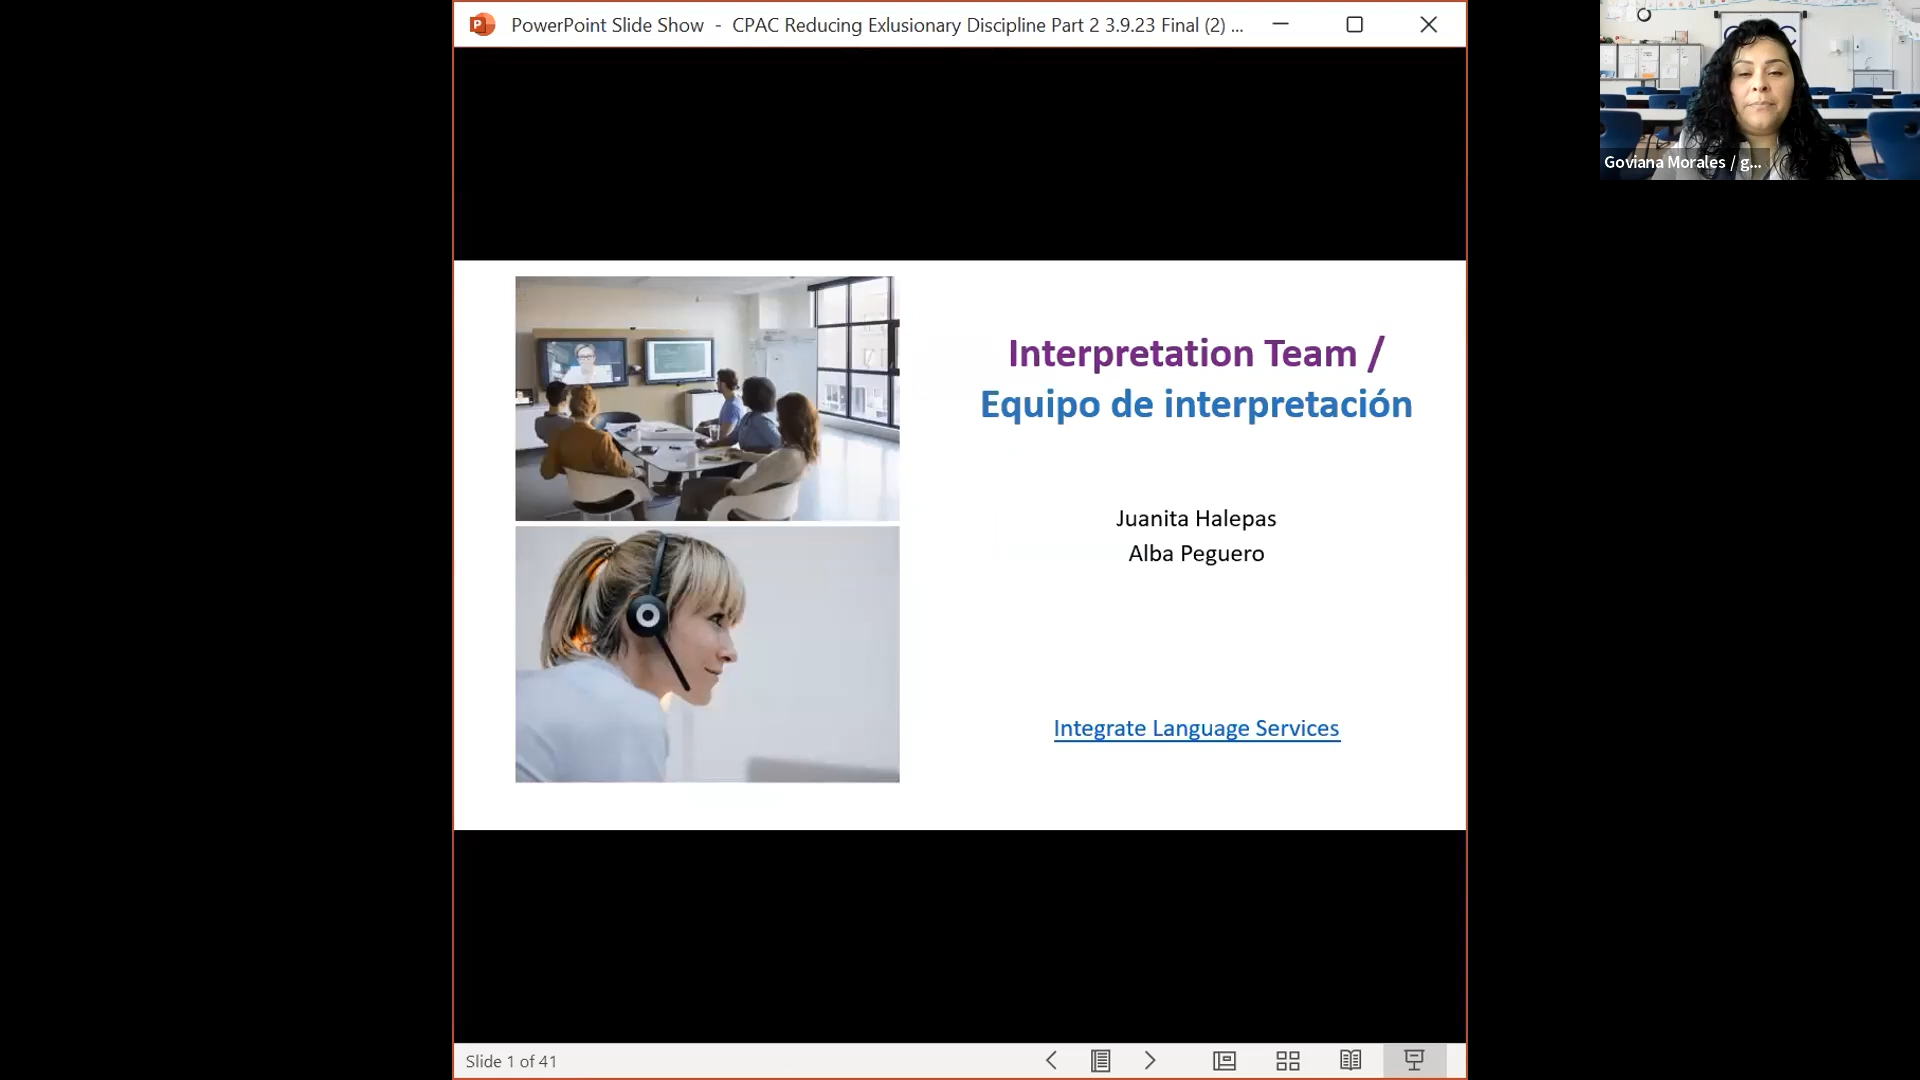 PowerPoint Slide Show - CPAC Reducing Exlusionary Discipline Part 2 3.9.23 Final (2) ...
Goviana Morales / g...
Interpretation Team /
Equipo de interpretación
Juanita Halepas
Alba Peguero
Integrate Language Services
Slide 1 of 41